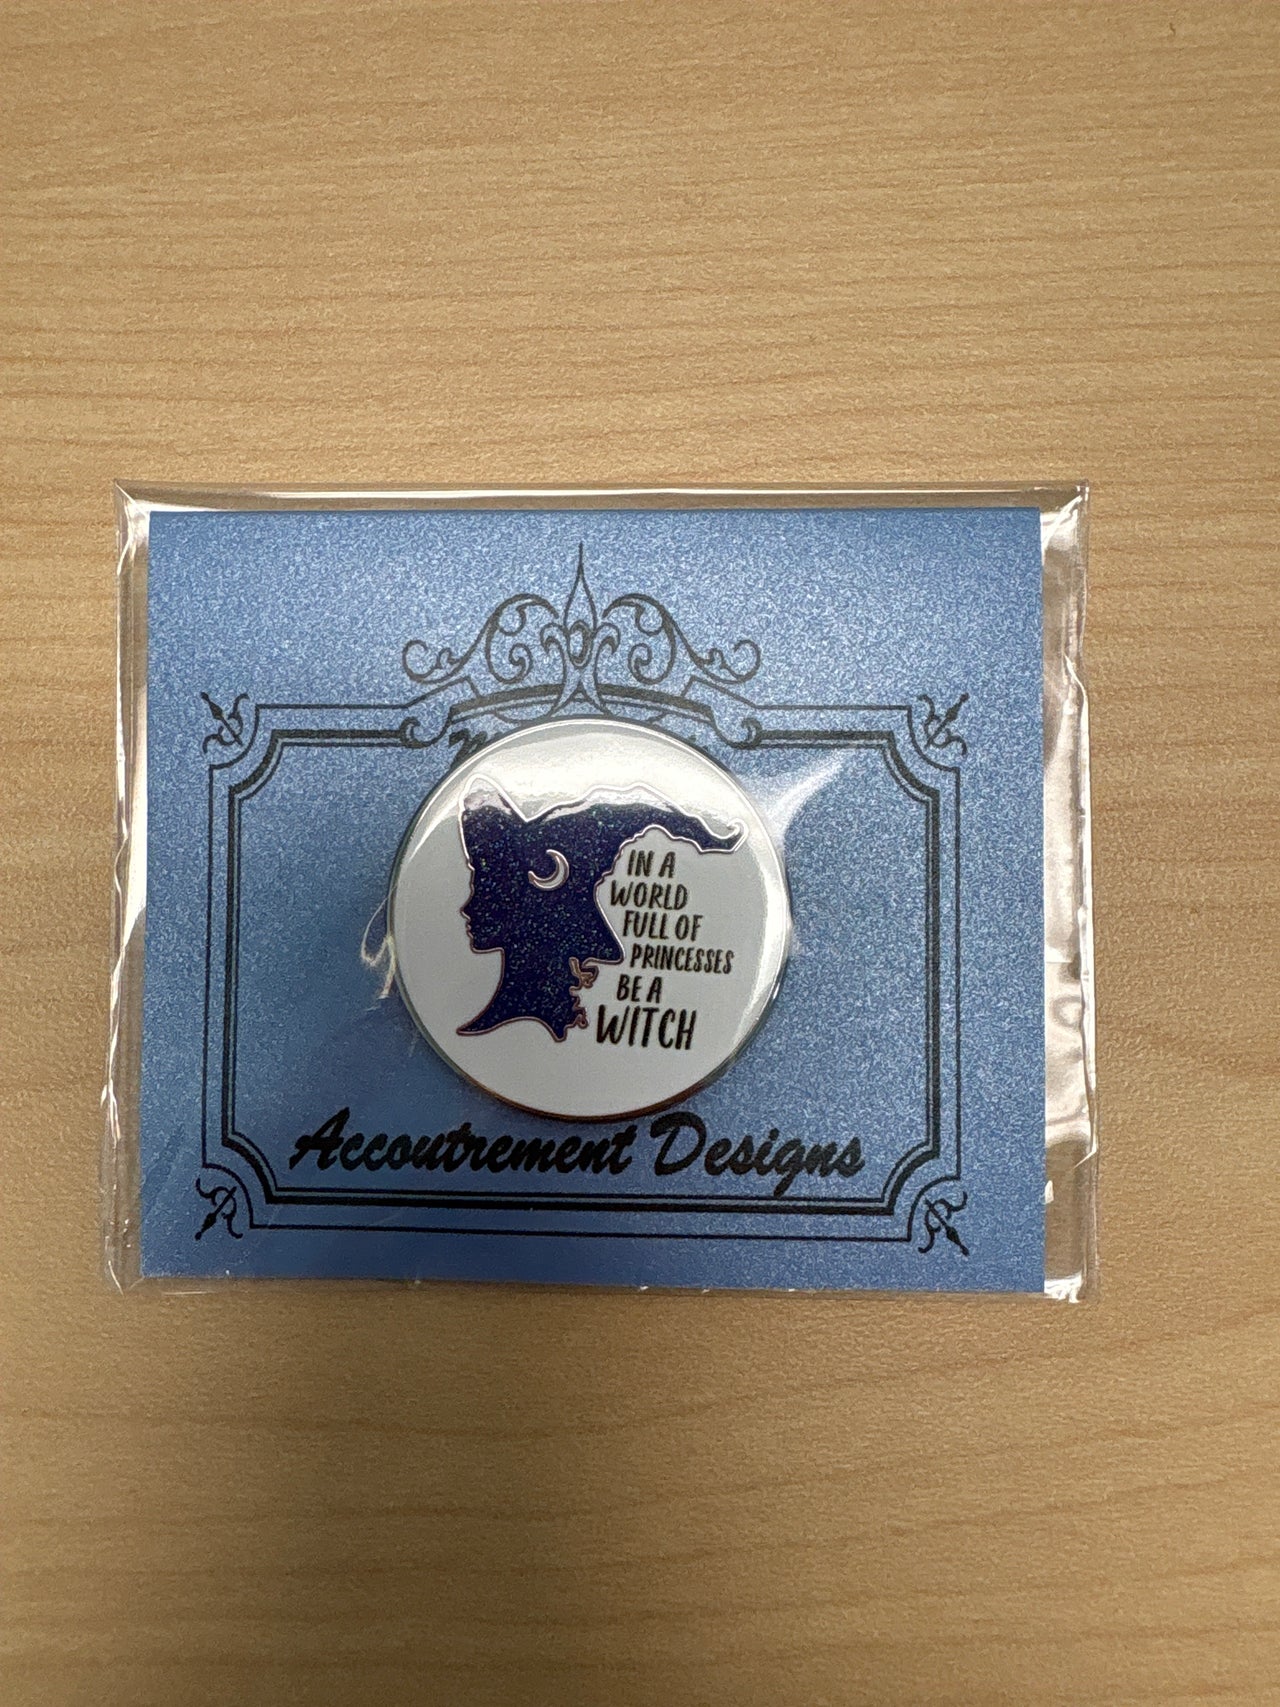 IN A
WORLD
FULL OF
PRINCESSES
BE A
WITCH
Accoutrement Designs